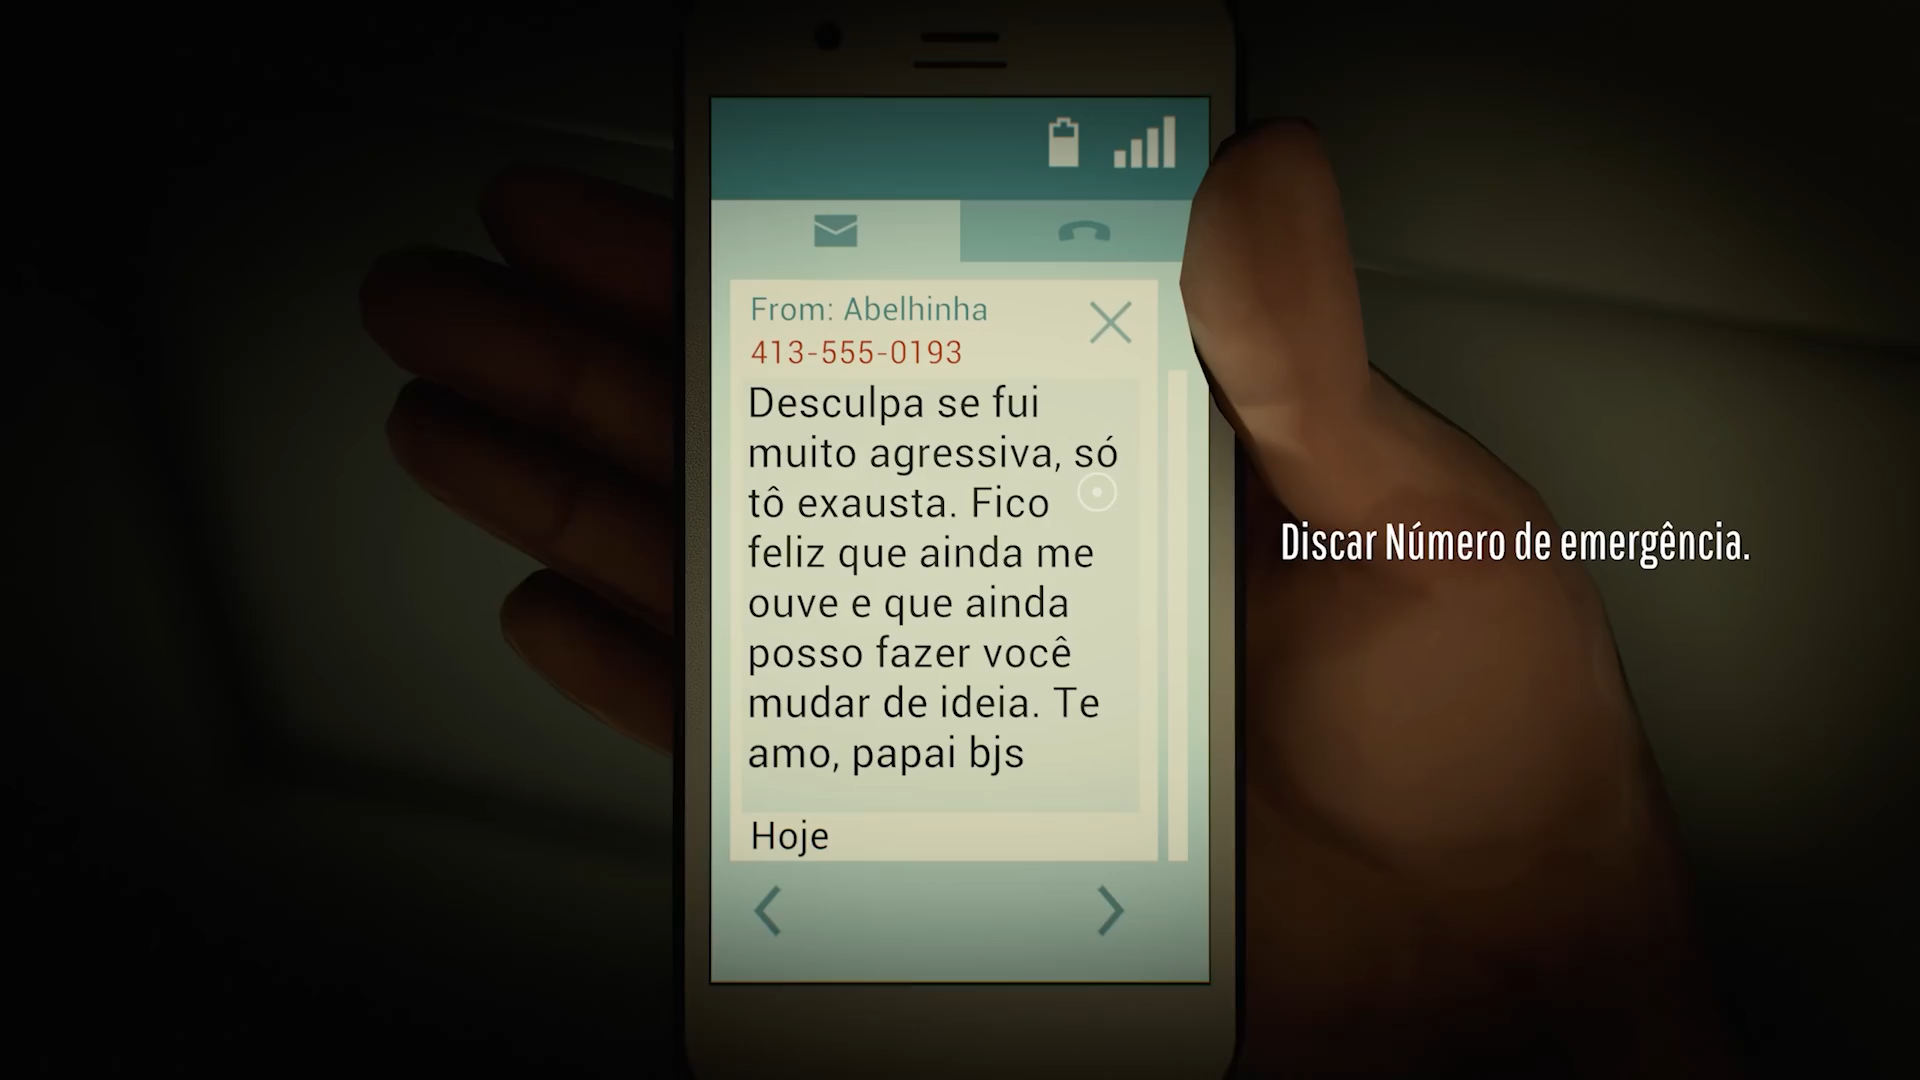 From: Abelhinha
413-555-0193
Desculpa se fui
muito agressiva, só
tô exausta. Fico
feliz que ainda me
ouve e que ainda
posso fazer você
mudar de ideia. Te
amo, papai bjs
Hoje
Discar Número de emergência.